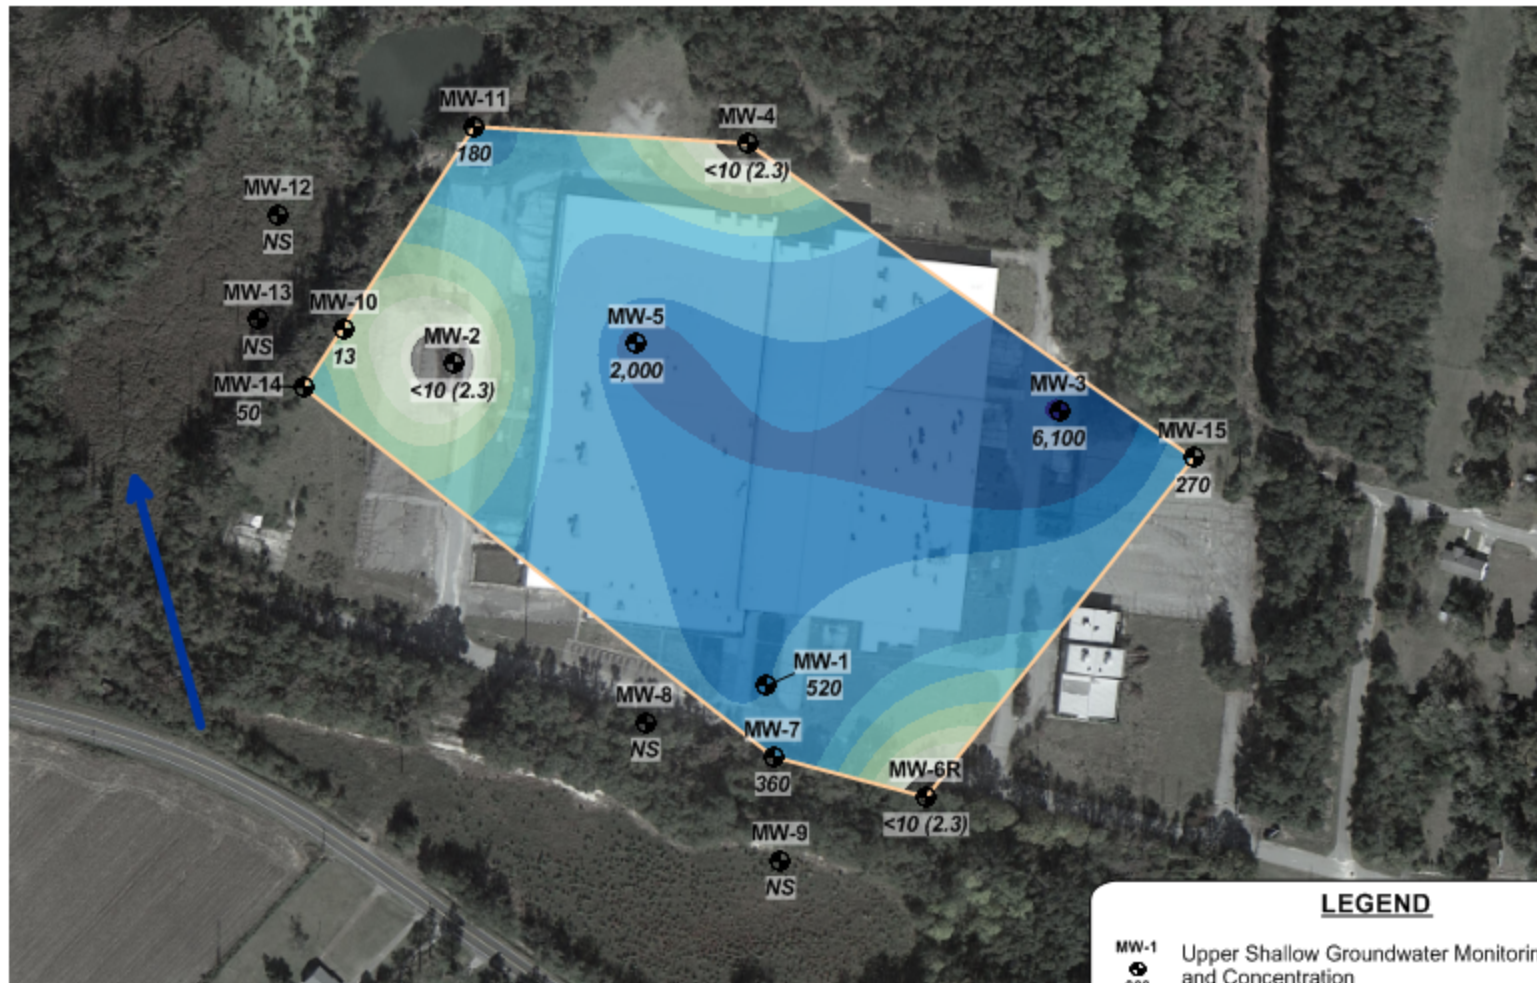 MW-11
180
MW-4
<10 (2.3)
MW-12
NS
MW-13
NS
MW-10
13
MW-2
<10 (2.3)
MW-14
50
MW-5
2,000
MW-3
6,100
MW-15
270
MW-1
520
MW-8
NS
MW-7
360
MW-6R
<10 (2.3)
MW-9
NS
LEGEND
MW-1
Upper Shallow Groundwater Monitorin
and Concentration